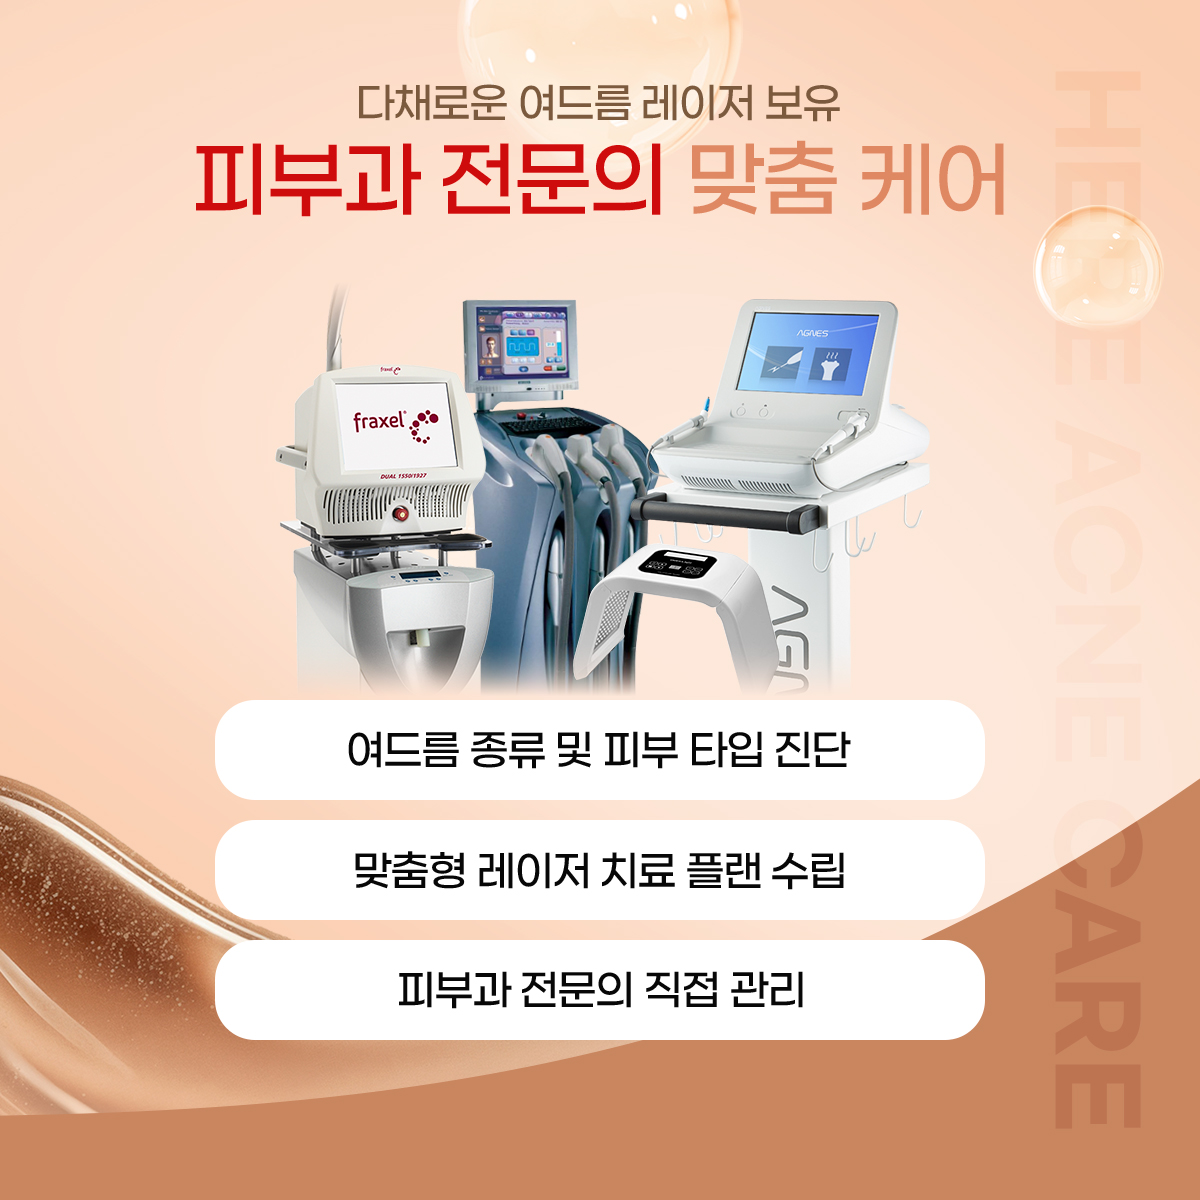 다채로운 여드름 레이저 보유
피부과 전문의 맞춤 케어
fraxel
fraxel
DUAL 1550/1927
AGNES
AGN
여드름 종류 및 피부 타입 진단
맞춤형 레이저 치료 플랜 수립
피부과 전문의 직접 관리
ACNE CARE